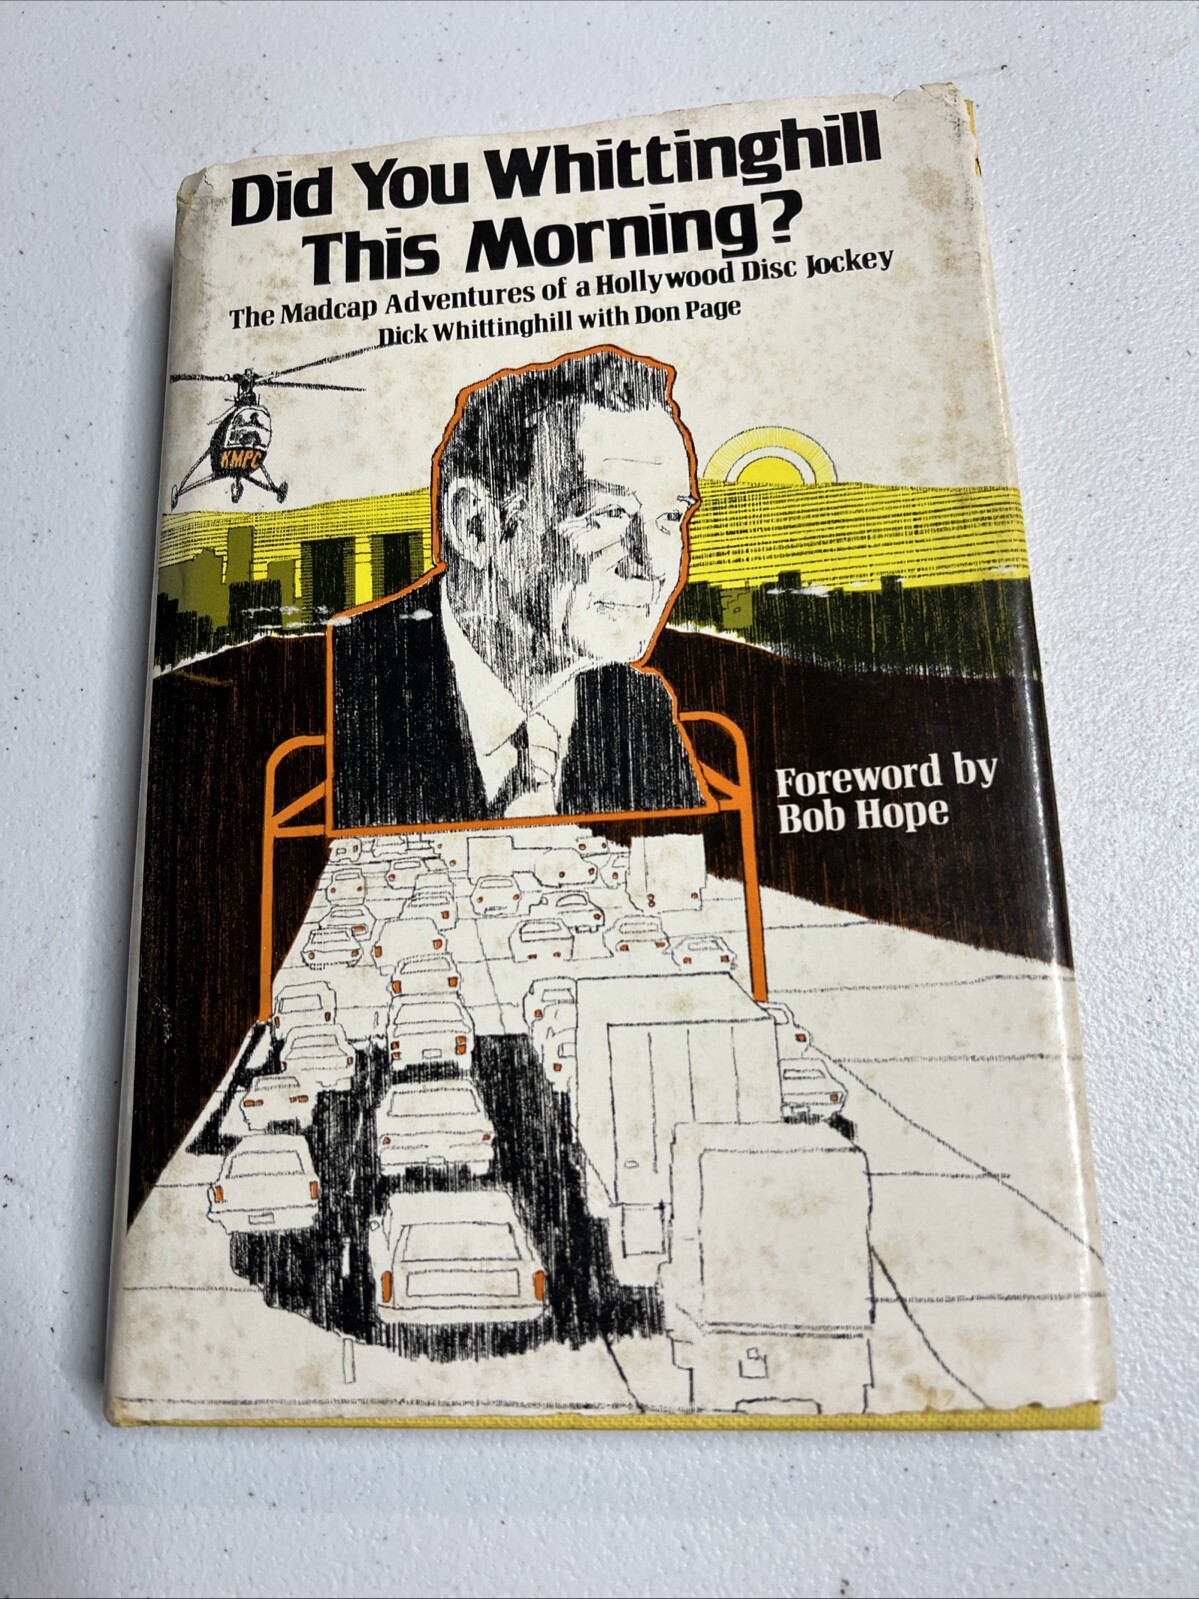 Did You Whittinghill
This Morning?
The Madcap Adventures of a Hollywood Disc Jockey
Dick Whittinghill with Don Page
KMPC
Foreword by
Bob Hope